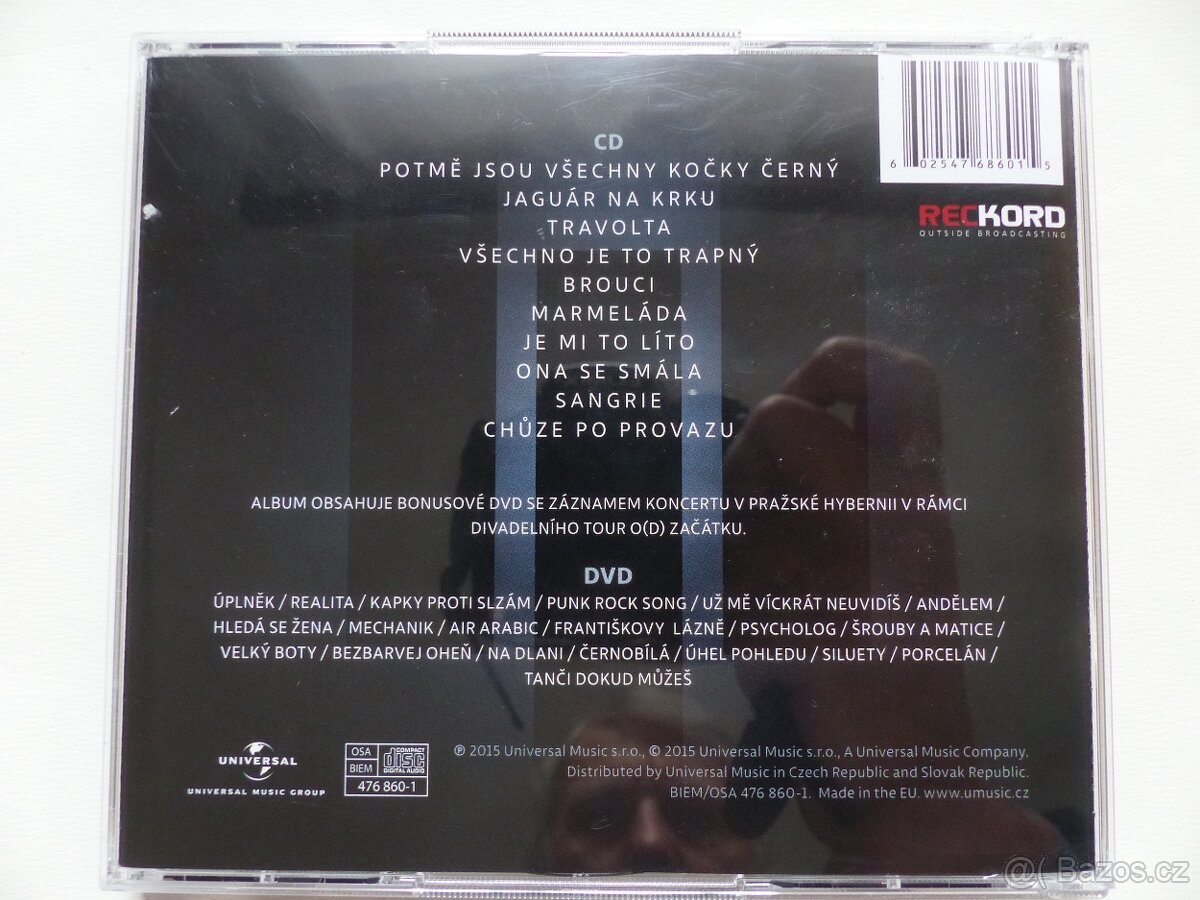 CD
POTMĚ JSOU VŠECHNY KOČKY ČERNÝ
JAGUÁR NA KRKU
TRAVOLTA
VŠECHNO JE TO TRAPNÝ
BROUCI
MARMELÁDA
JE MI TO LÍTO
ONA SE SMÁLA
SANGRIE
CHŮZE PO PROVAZU
6 02547 68601 5
RECKORD
OUTSIDE BROADCASTING
ALBUM OBSAHUJE BONUSOVÉ DVD SE ZÁZNAMEM KONCERTU V PRAŽSKÉ HYBERNII V RÁMCI
DIVADELNÍHO TOUR O(D) ZAČÁTKU.
DVD
ÚPLNĚK / REALITA / KAPKY PROTI SLZÁM / PUNK ROCK SONG / UŽ MĚ VÍCKRÁT NEUVIDÍŠ / ANDĚLEM /
HLEDÁ SE ŽENA / MECHANIK / AIR ARABIC / FRANTIŠKOVY LÁZNĚ / PSYCHOLOG / ŠROUBY A MATICE /
VELKÝ BOTY / BEZBARVEJ OHEŇ / NA DLANI / ČERNOBÍLÁ / ÚHEL POHLEDU / SILUETY / PORCELÁN /
TANČI DOKUD MŮŽEŠ
UNIVERSAL
UNIVERSAL MUSIC GROUP
OSA
BIEM
COMPACT
disc
DIGITAL AUDIO
476 860-1
℗ 2015 Universal Music s.r.o., © 2015 Universal Music s.r.o., A Universal Music Company.
Distributed by Universal Music in Czech Republic and Slovak Republic.
BIEM/OSA 476 860-1. Made in the EU. www.umusic.cz
@( Bazos.cz